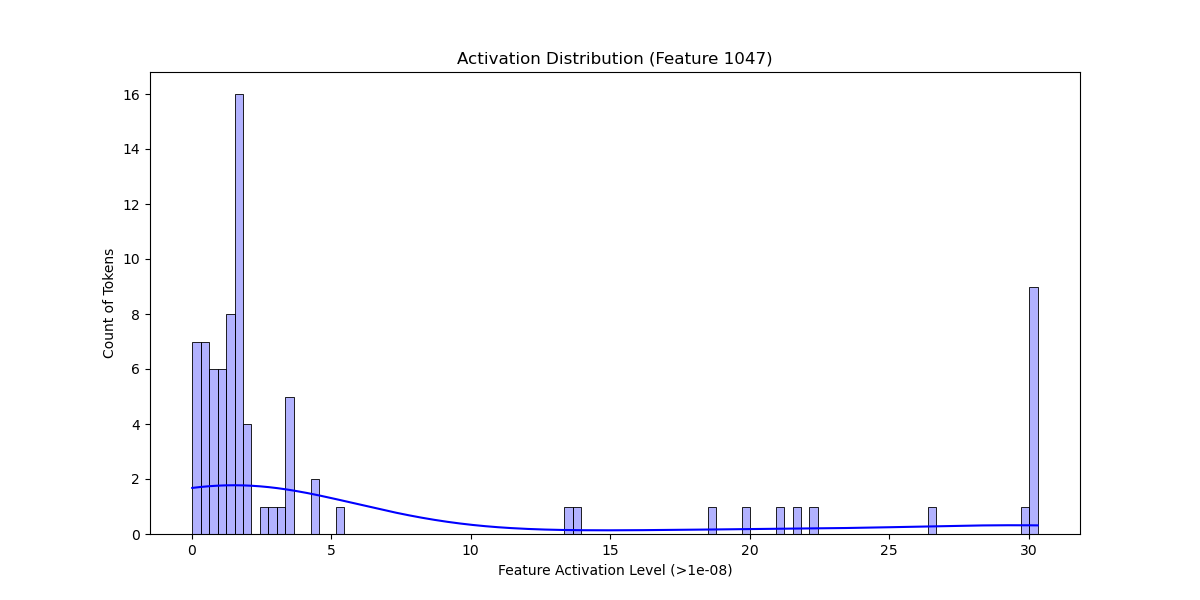 Activation Distribution (Feature 1047)
16
14
12
10
8
6
4
2
0
Count of Tokens
0 5 10 15 20 25 30
Feature Activation Level (>1e-08)